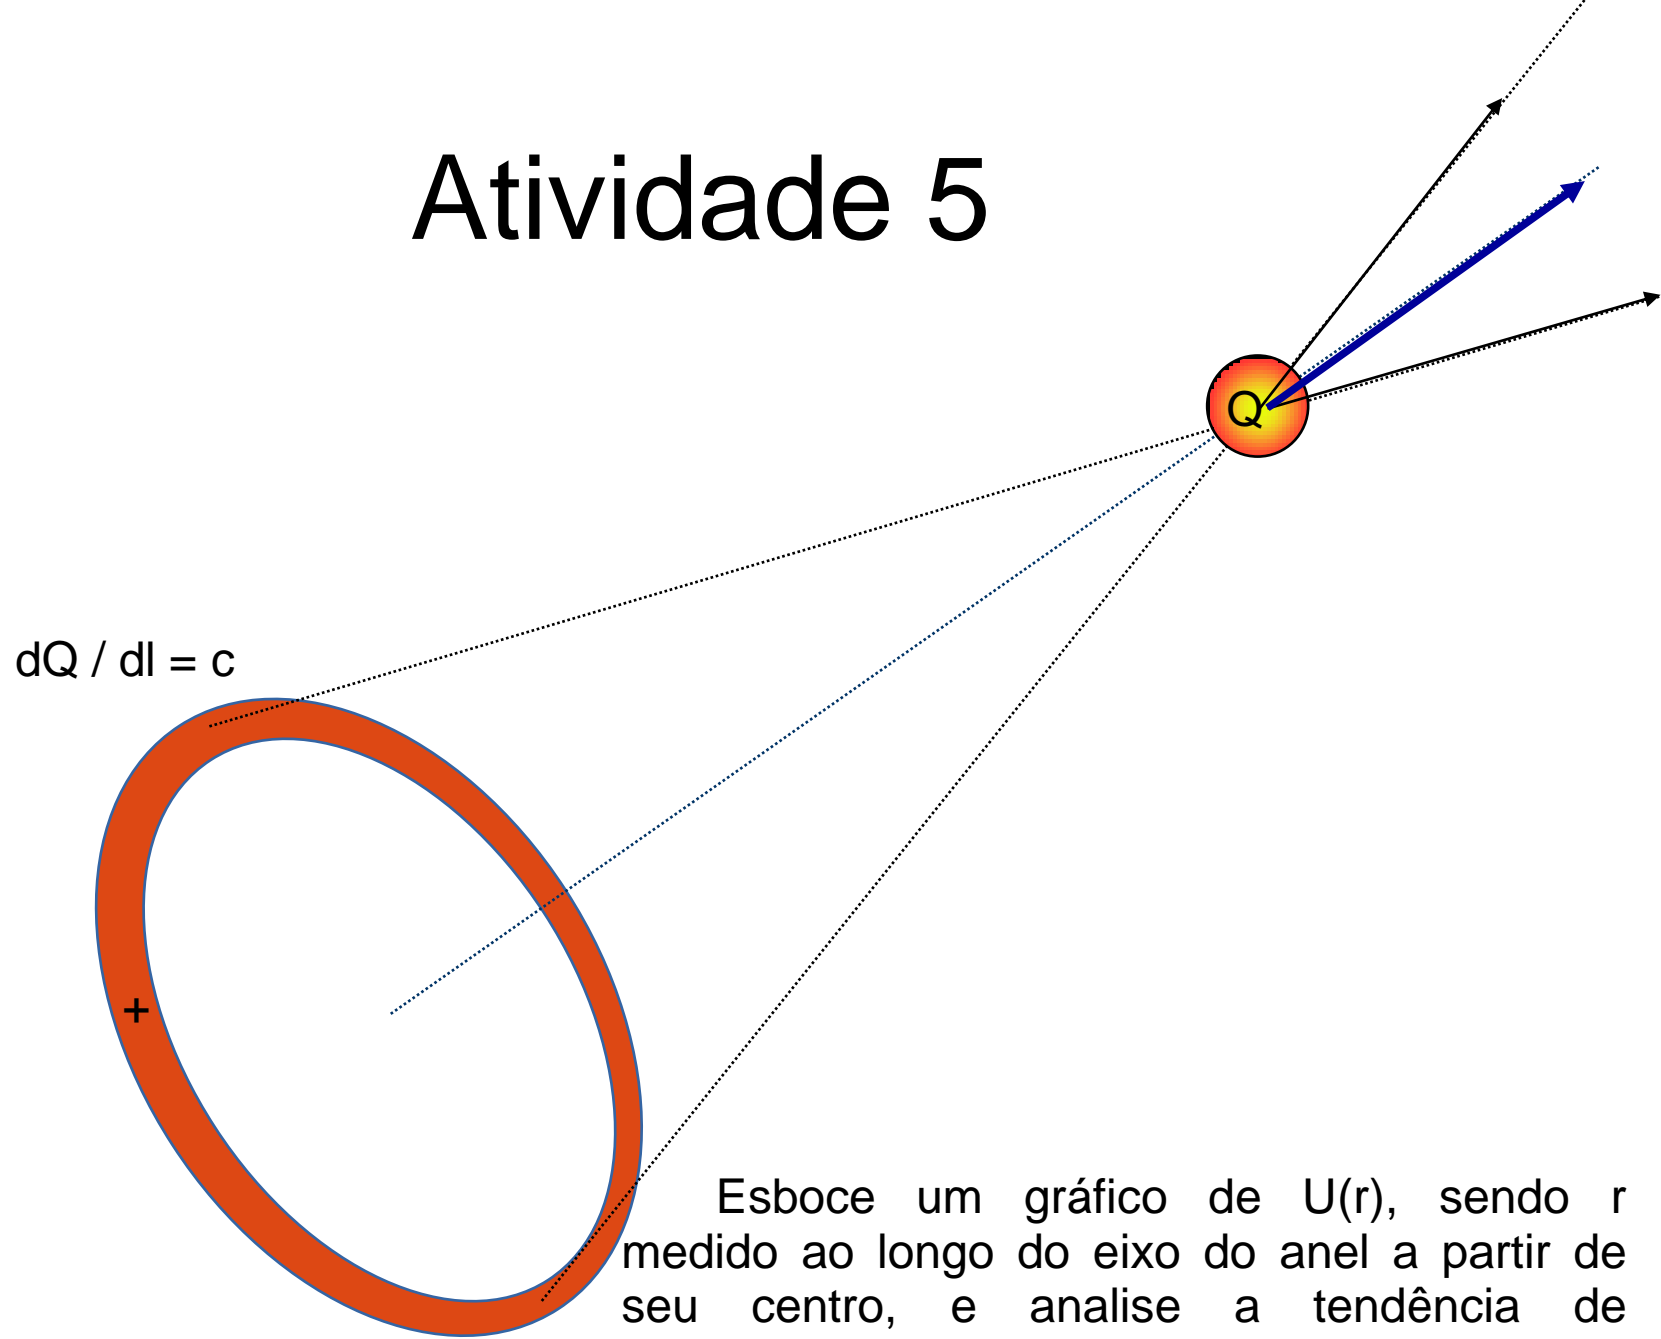 Atividade 5
Q
dQ / dl = c
+
Esboce um gráfico de U(r), sendo r
medido ao longo do eixo do anel a partir de
seu centro, e analise a tendência de